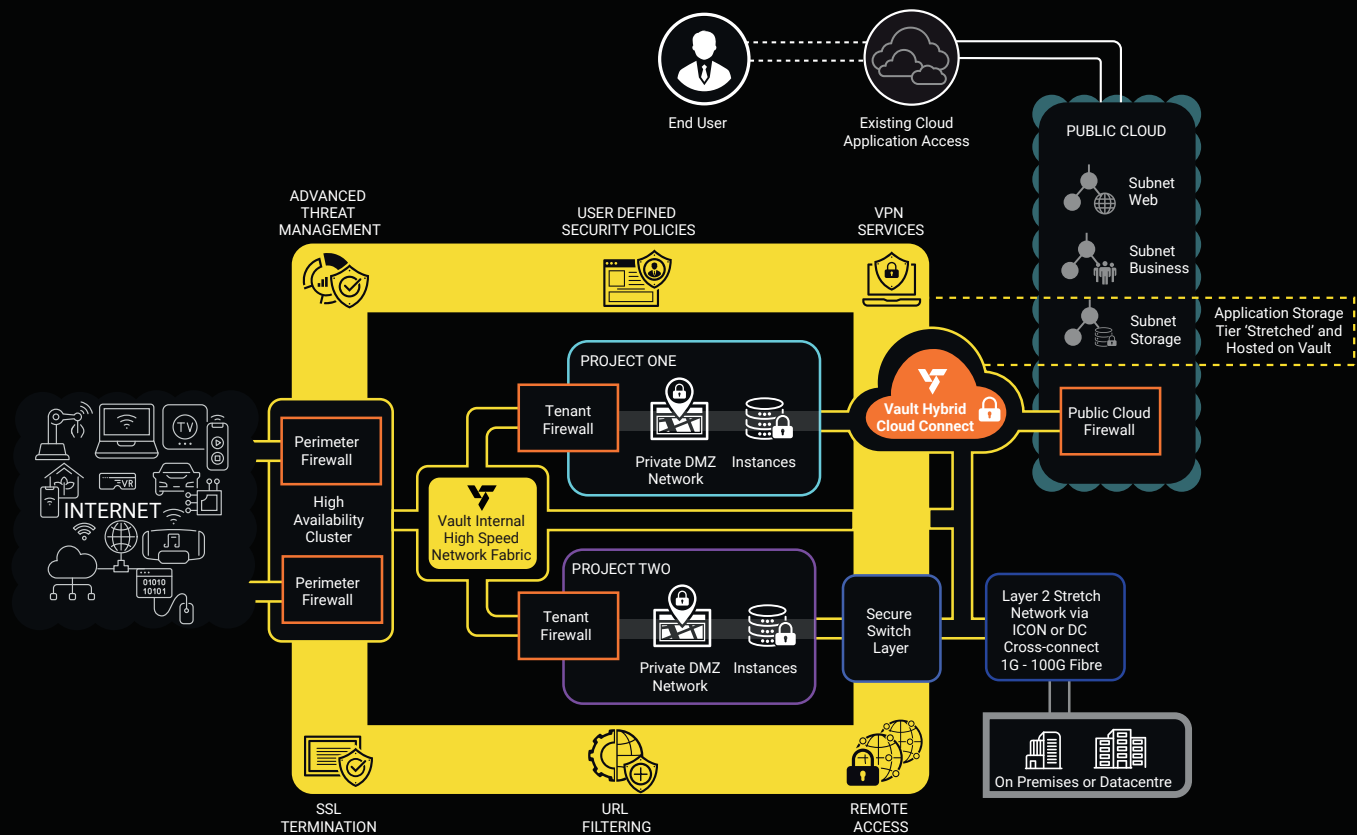 End User
Existing Cloud
Application Access
PUBLIC CLOUD
Subnet
Web
Subnet
Business
Subnet
Storage
Application Storage
Tier ‘Stretched’ and
Hosted on Vault
Public Cloud
Firewall
ADVANCED
THREAT
MANAGEMENT
USER DEFINED
SECURITY POLICIES
VPN
SERVICES
TV
VR
INTERNET
01010
10101
Perimeter
Firewall
High
Availability
Cluster
Perimeter
Firewall
Vault Internal
High Speed
Network Fabric
PROJECT ONE
Tenant
Firewall
Private DMZ
Network
Instances
Vault Hybrid
Cloud Connect
PROJECT TWO
Tenant
Firewall
Private DMZ
Network
Instances
Secure
Switch
Layer
Layer 2 Stretch
Network via
ICON or DC
Cross-connect
1G - 100G Fibre
On Premises or Datacentre
SSL
TERMINATION
URL
FILTERING
REMOTE
ACCESS